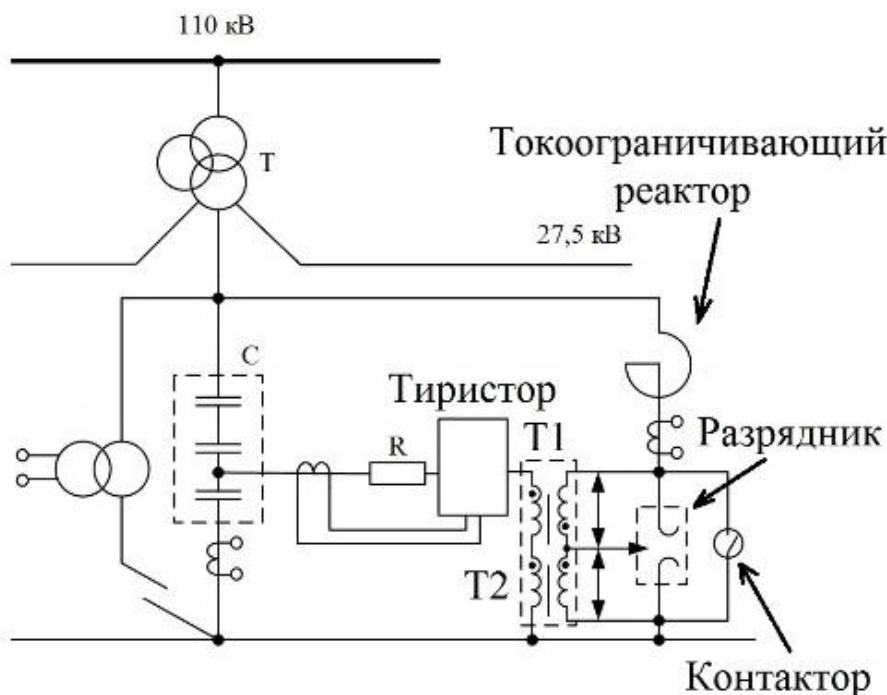 110 кВ
Токоограничивающий
реактор
Т
27,5 кВ
С
Тиристор
Т1
Разрядник
R
Т2
Контактор